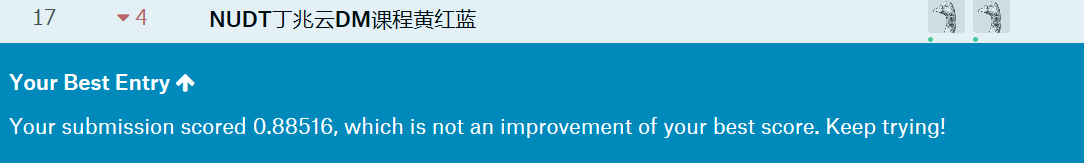 17 4 NUDT丁兆云DM课程黄红蓝
Your Best Entry
Your submission scored 0.88516, which is not an improvement of your best score. Keep trying!